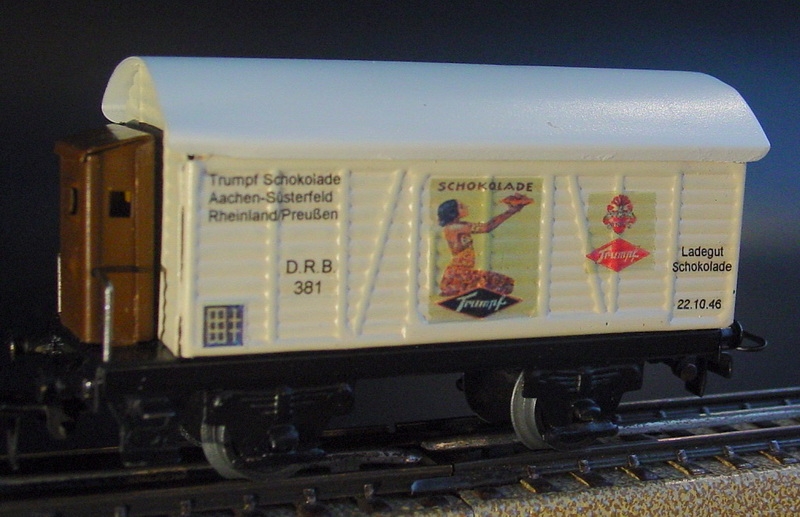 Trumpf Schokolade
Aachen-Süsterfeld
Rheinland/Preußen
D.R.B.
381
SCHOKOLADE
Trumpf
Trumpf
Ladegut
Schokolade
22.10.46